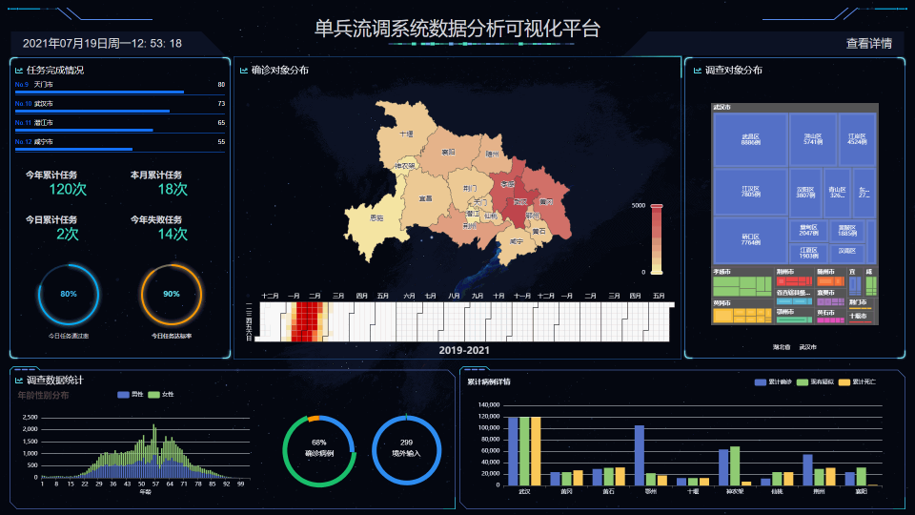 单兵流调系统数据分析可视化平台
2021年07月19日周一12: 53: 18
查看详情
任务完成情况
No.9 天门市 80
No.10 武汉市 73
No.11 潜江市 65
No.12 咸宁市 55
今年累计任务 本月累计任务
120次 18次
今日累计任务 今年失败任务
2次 14次
80% 90%
今日任务通过率 今日任务达标率
确诊对象分布
十堰
襄阳
随州
神农架
荆门
孝感
宜昌
天门
武汉
黄冈
恩施
潜江
仙桃
鄂州
荆州
黄石
咸宁
5000
0
十二月 一月 二月 三月 四月 五月 六月 七月 八月 九月 十月 十一月 十二月 一月 二月 三月 四月 五月
一
二
三
四
五
六
日
2019-2021
调查对象分布
武汉市
武昌区
8886例
洪山区
5741例
江岸区
4524例
江汉区
7805例
汉阳区
3807例
青山区
326...
东...
27...
硚口区
7764例
蔡甸区
2047例
黄陂区
1885例
江夏区
1903例
汉南区
孝感市
荆州市
随州市
宜
咸
黄冈市
襄阳市
荆门市
鄂州市
黄石市
十堰市
湖北省 武汉市
调查数据统计
年龄性别分布
男性 女性
2,500
2,000
1,500
1,000
500
0
1 8 15 22 29 36 43 50 57 64 71 78 85 92 99
年龄
68%
确诊病例
299
境外输入
累计病例详情
累计确诊 现有疑似 累计死亡
140,000
120,000
100,000
80,000
60,000
40,000
20,000
0
武汉 黄冈 黄石 鄂州 十堰 神农架 仙桃 荆州 襄阳